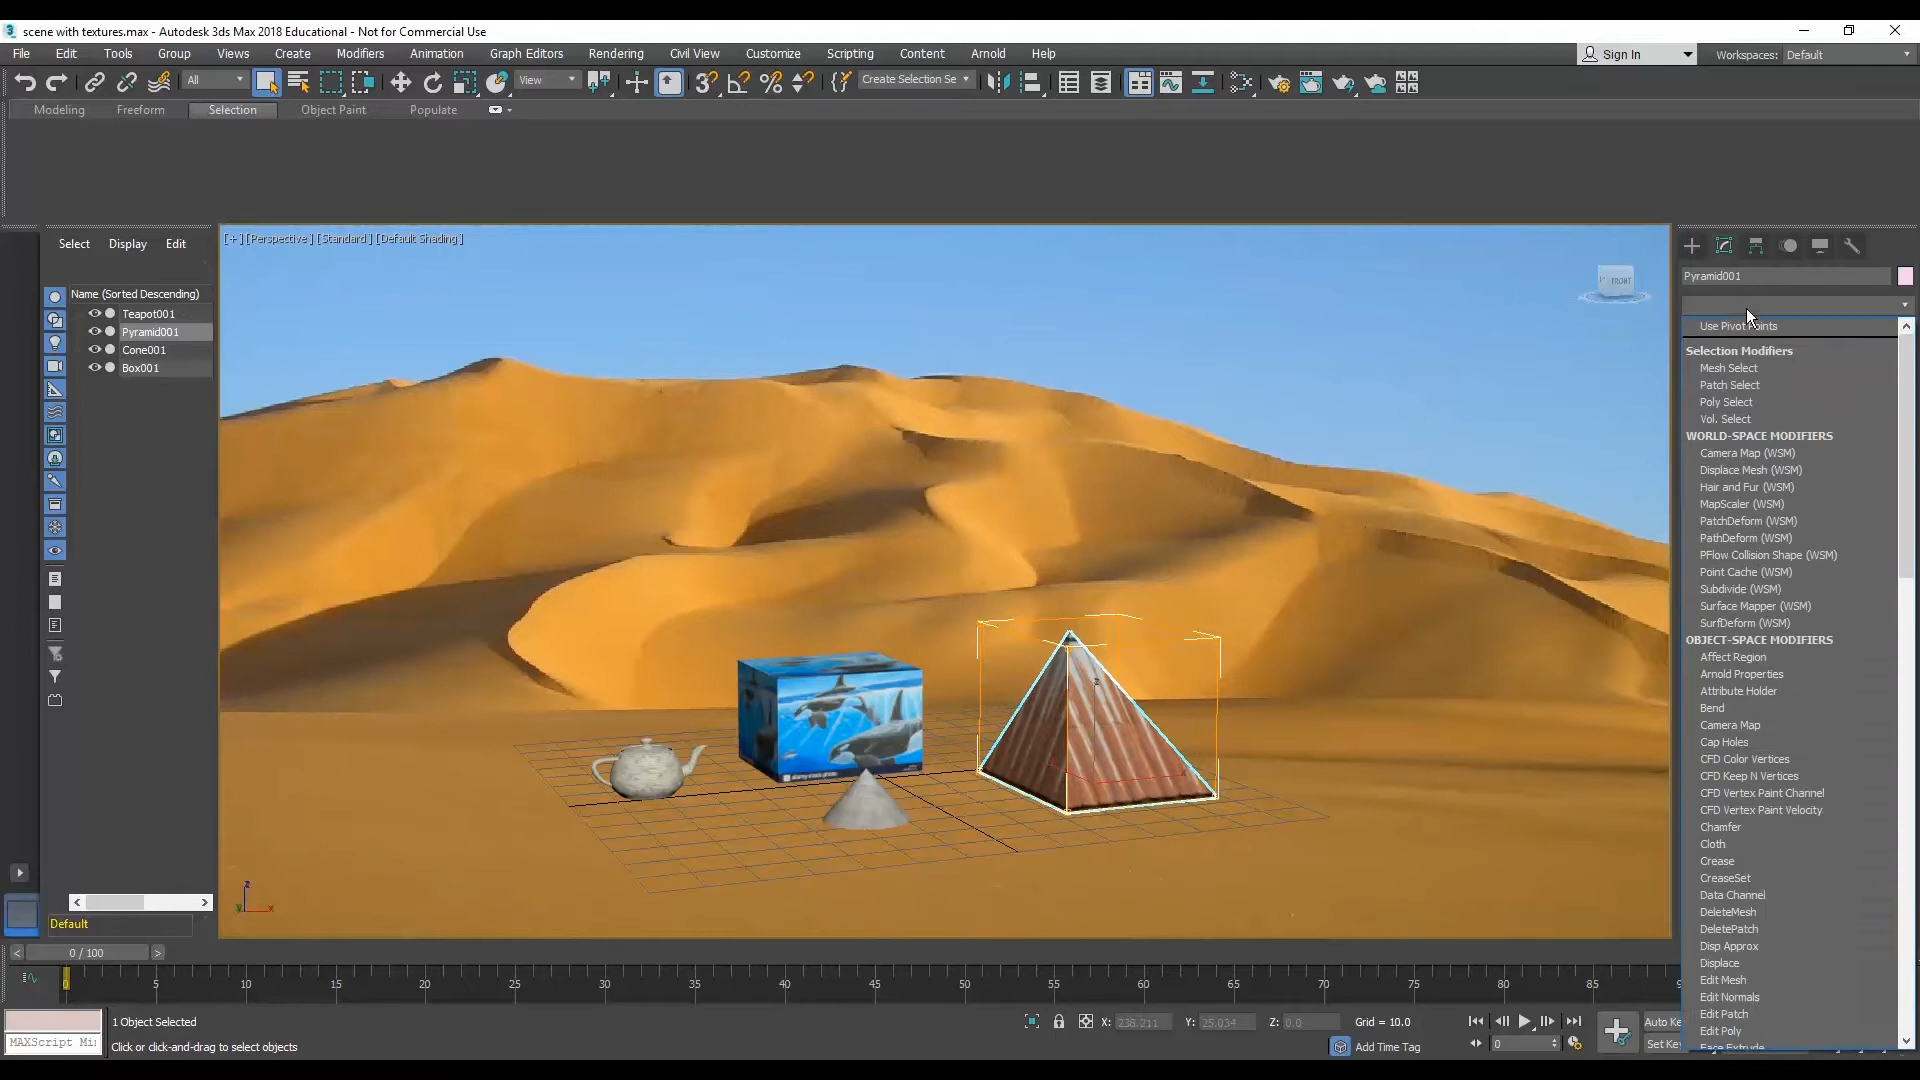 scene with textures.max - Autodesk 3ds Max 2018 Educational - Not for Commercial Use
File Edit Tools Group Views Create Modifiers Animation Graph Editors Rendering Civil View Customize Scripting Content Arnold Help
Sign In
Workspaces: Default
All
View
Create Selection Se
Modeling Freeform Selection Object Paint Populate
Select Display Edit
[+] [Perspective] [Standard] [Default Shading]
FRONT
Name (Sorted Descending)
Teapot001
Pyramid001
Cone001
Box001
Pyramid001
Selection Modifiers
Mesh Select
Patch Select
Poly Select
Vol. Select
WORLD-SPACE MODIFIERS
Camera Map (WSM)
Displace Mesh (WSM)
Hair and Fur (WSM)
MapScaler (WSM)
PatchDeform (WSM)
PathDeform (WSM)
PFlow Collision Shape (WSM)
Point Cache (WSM)
Subdivide (WSM)
Surface Mapper (WSM)
SurfDeform (WSM)
OBJECT-SPACE MODIFIERS
Affect Region
Arnold Properties
Attribute Holder
Bend
Camera Map
Cap Holes
CFD Color Vertices
CFD Keep N Vertices
CFD Vertex Paint Channel
CFD Vertex Paint Velocity
Chamfer
Cloth
Crease
CreaseSet
Data Channel
DeleteMesh
DeletePatch
Disp Approx
Displace
Edit Mesh
Edit Normals
Edit Patch
Edit Poly
Face Extrude
z
z
x
Default
< 0 / 100 >
0 5 10 15 20 25 30 35 40 45 50 55 60 65 70 75 80 85
1 Object Selected
MAXScript Mi
Click or click-and-drag to select objects
X: 238.211 Y: 25.034 Z: 0.0 Grid = 10.0
Add Time Tag
0
Auto Ke
Set Key